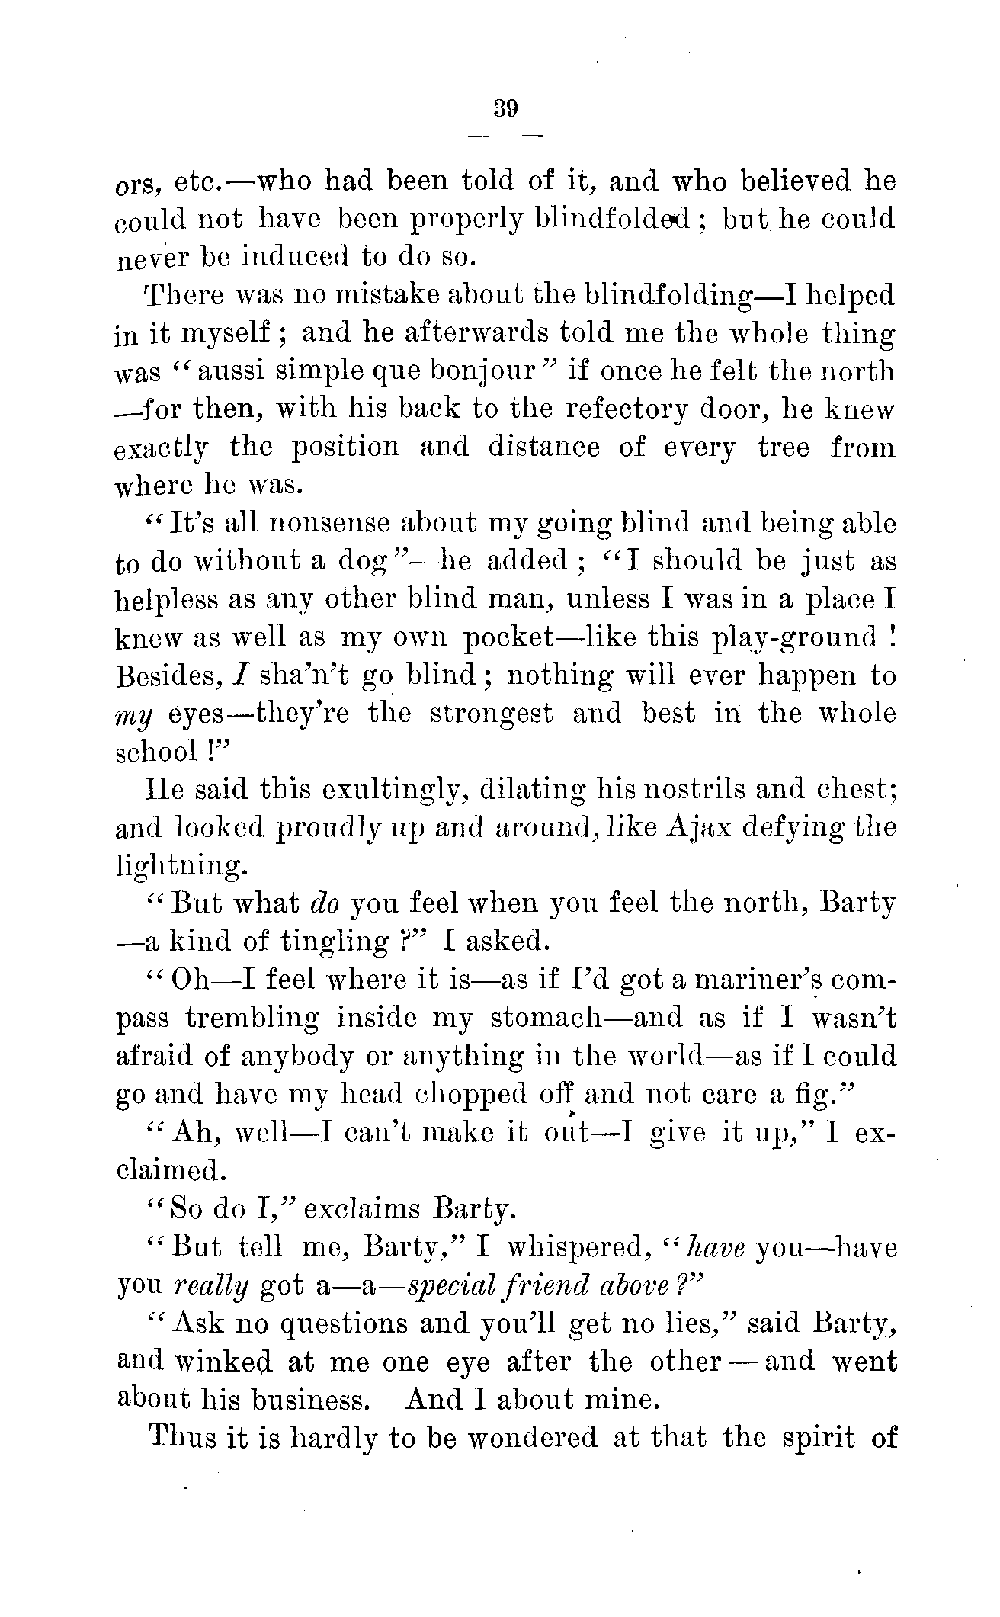 39
ors, etc.—who had been told of it, and who believed he
could not have been properly blindfolded; but he could
never be induced to do so.
There was no mistake about the blindfolding—I helped
in it myself; and he afterwards told me the whole thing
was “aussi simple que bonjour” if once he felt the north
—for then, with his back to the refectory door, he knew
exactly the position and distance of every tree from
where he was.
“It’s all nonsense about my going blind and being able
to do without a dog”– he added; “I should be just as
helpless as any other blind man, unless I was in a place I
knew as well as my own pocket—like this play-ground!
Besides, I sha’n’t go blind; nothing will ever happen to
my eyes—they’re the strongest and best in the whole
school!”
He said this exultingly, dilating his nostrils and chest;
and looked proudly up and around, like Ajax defying the
lightning.
“But what do you feel when you feel the north, Barty
—a kind of tingling?” I asked.
“Oh—I feel where it is—as if I’d got a mariner’s com-
pass trembling inside my stomach—and as if I wasn’t
afraid of anybody or anything in the world—as if I could
go and have my head chopped off and not care a fig.”
“Ah, well—I can’t make it out—I give it up,” I ex-
claimed.
“So do I,” exclaims Barty.
“But tell me, Barty,” I whispered, “have you—have
you really got a—a—special friend above?”
“Ask no questions and you’ll get no lies,” said Barty,
and winked at me one eye after the other—and went
about his business. And I about mine.
Thus it is hardly to be wondered at that the spirit of